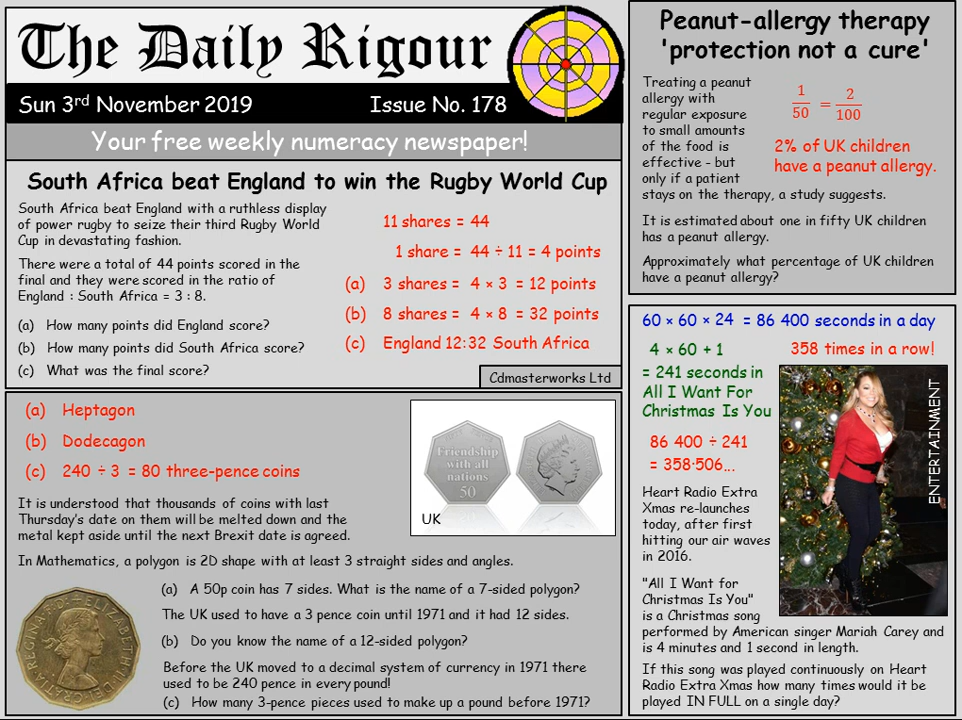 The Daily Rigour
Sun 3rd November 2019 Issue No. 178
Your free weekly numeracy newspaper!
South Africa beat England to win the Rugby World Cup
South Africa beat England with a ruthless display
of power rugby to seize their third Rugby World
Cup in devastating fashion.
There were a total of 44 points scored in the
final and they were scored in the ratio of
England : South Africa = 3 : 8.
(a) How many points did England score?
(b) How many points did South Africa score?
(c) What was the final score?
11 shares = 44
1 share = 44 ÷ 11 = 4 points
(a) 3 shares = 4 × 3 = 12 points
(b) 8 shares = 4 × 8 = 32 points
(c) England 12:32 South Africa
Cdmasterworks Ltd
Peanut-allergy therapy
'protection not a cure'
Treating a peanut
allergy with
regular exposure
to small amounts
of the food is
effective - but
only if a patient
stays on the therapy, a study suggests.
1/50 = 2/100
2% of UK children
have a peanut allergy.
It is estimated about one in fifty UK children
has a peanut allergy.
Approximately what percentage of UK children
have a peanut allergy?
(a) Heptagon
(b) Dodecagon
(c) 240 ÷ 3 = 80 three-pence coins
Friendship
with all
nations
50
UK
It is understood that thousands of coins with last
Thursday's date on them will be melted down and the
metal kept aside until the next Brexit date is agreed.
In Mathematics, a polygon is 2D shape with at least 3 straight sides and angles.
(a) A 50p coin has 7 sides. What is the name of a 7-sided polygon?
The UK used to have a 3 pence coin until 1971 and it had 12 sides.
(b) Do you know the name of a 12-sided polygon?
Before the UK moved to a decimal system of currency in 1971 there
used to be 240 pence in every pound!
(c) How many 3-pence pieces used to make up a pound before 1971?
60 × 60 × 24 = 86 400 seconds in a day
4 × 60 + 1
= 241 seconds in
All I Want For
Christmas Is You
358 times in a row!
86 400 ÷ 241
= 358·506...
ENTERTAINMENT
Heart Radio Extra
Xmas re-launches
today, after first
hitting our air waves
in 2016.
"All I Want for
Christmas Is You"
is a Christmas song
performed by American singer Mariah Carey and
is 4 minutes and 1 second in length.
If this song was played continuously on Heart
Radio Extra Xmas how many times would it be
played IN FULL on a single day?